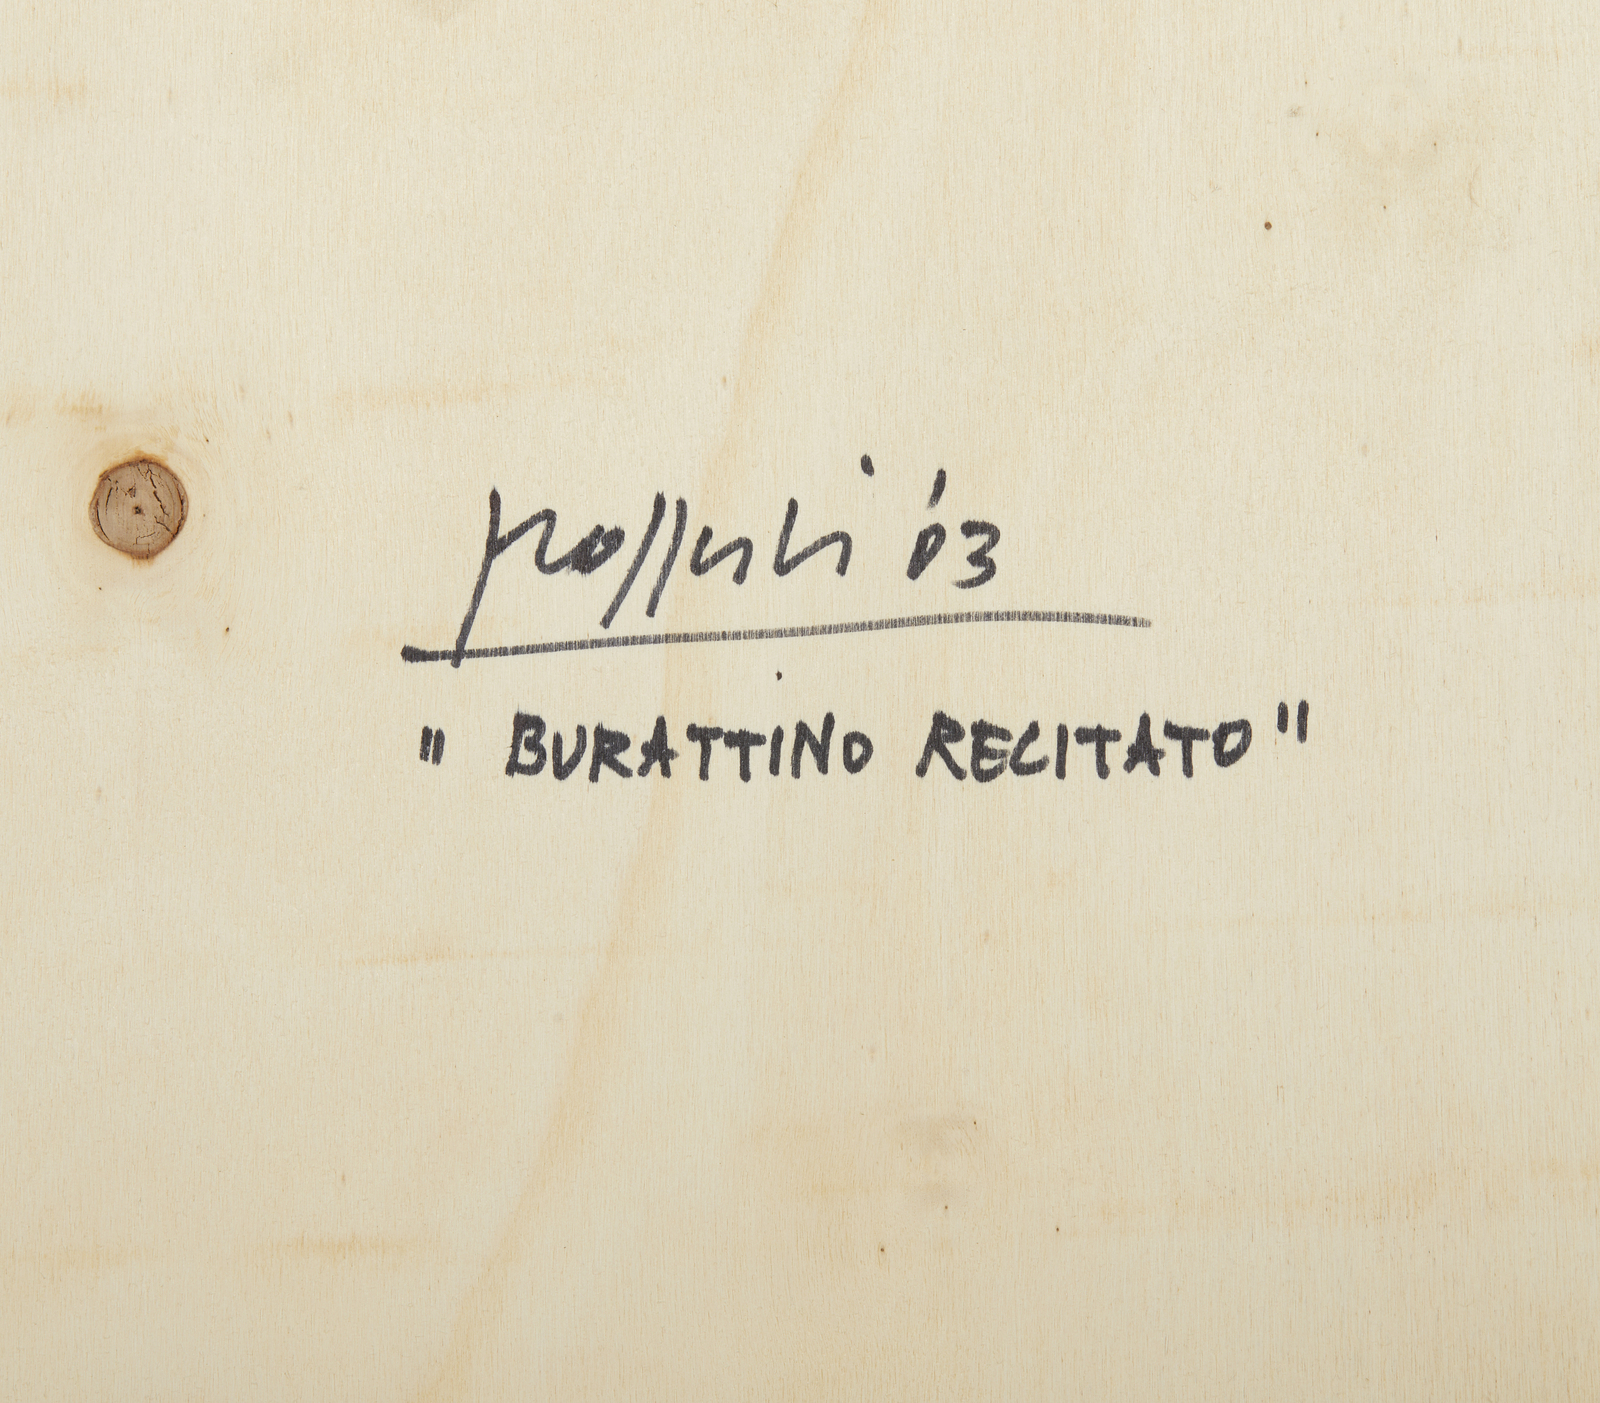 '03
" BURATTINO RECITATO "